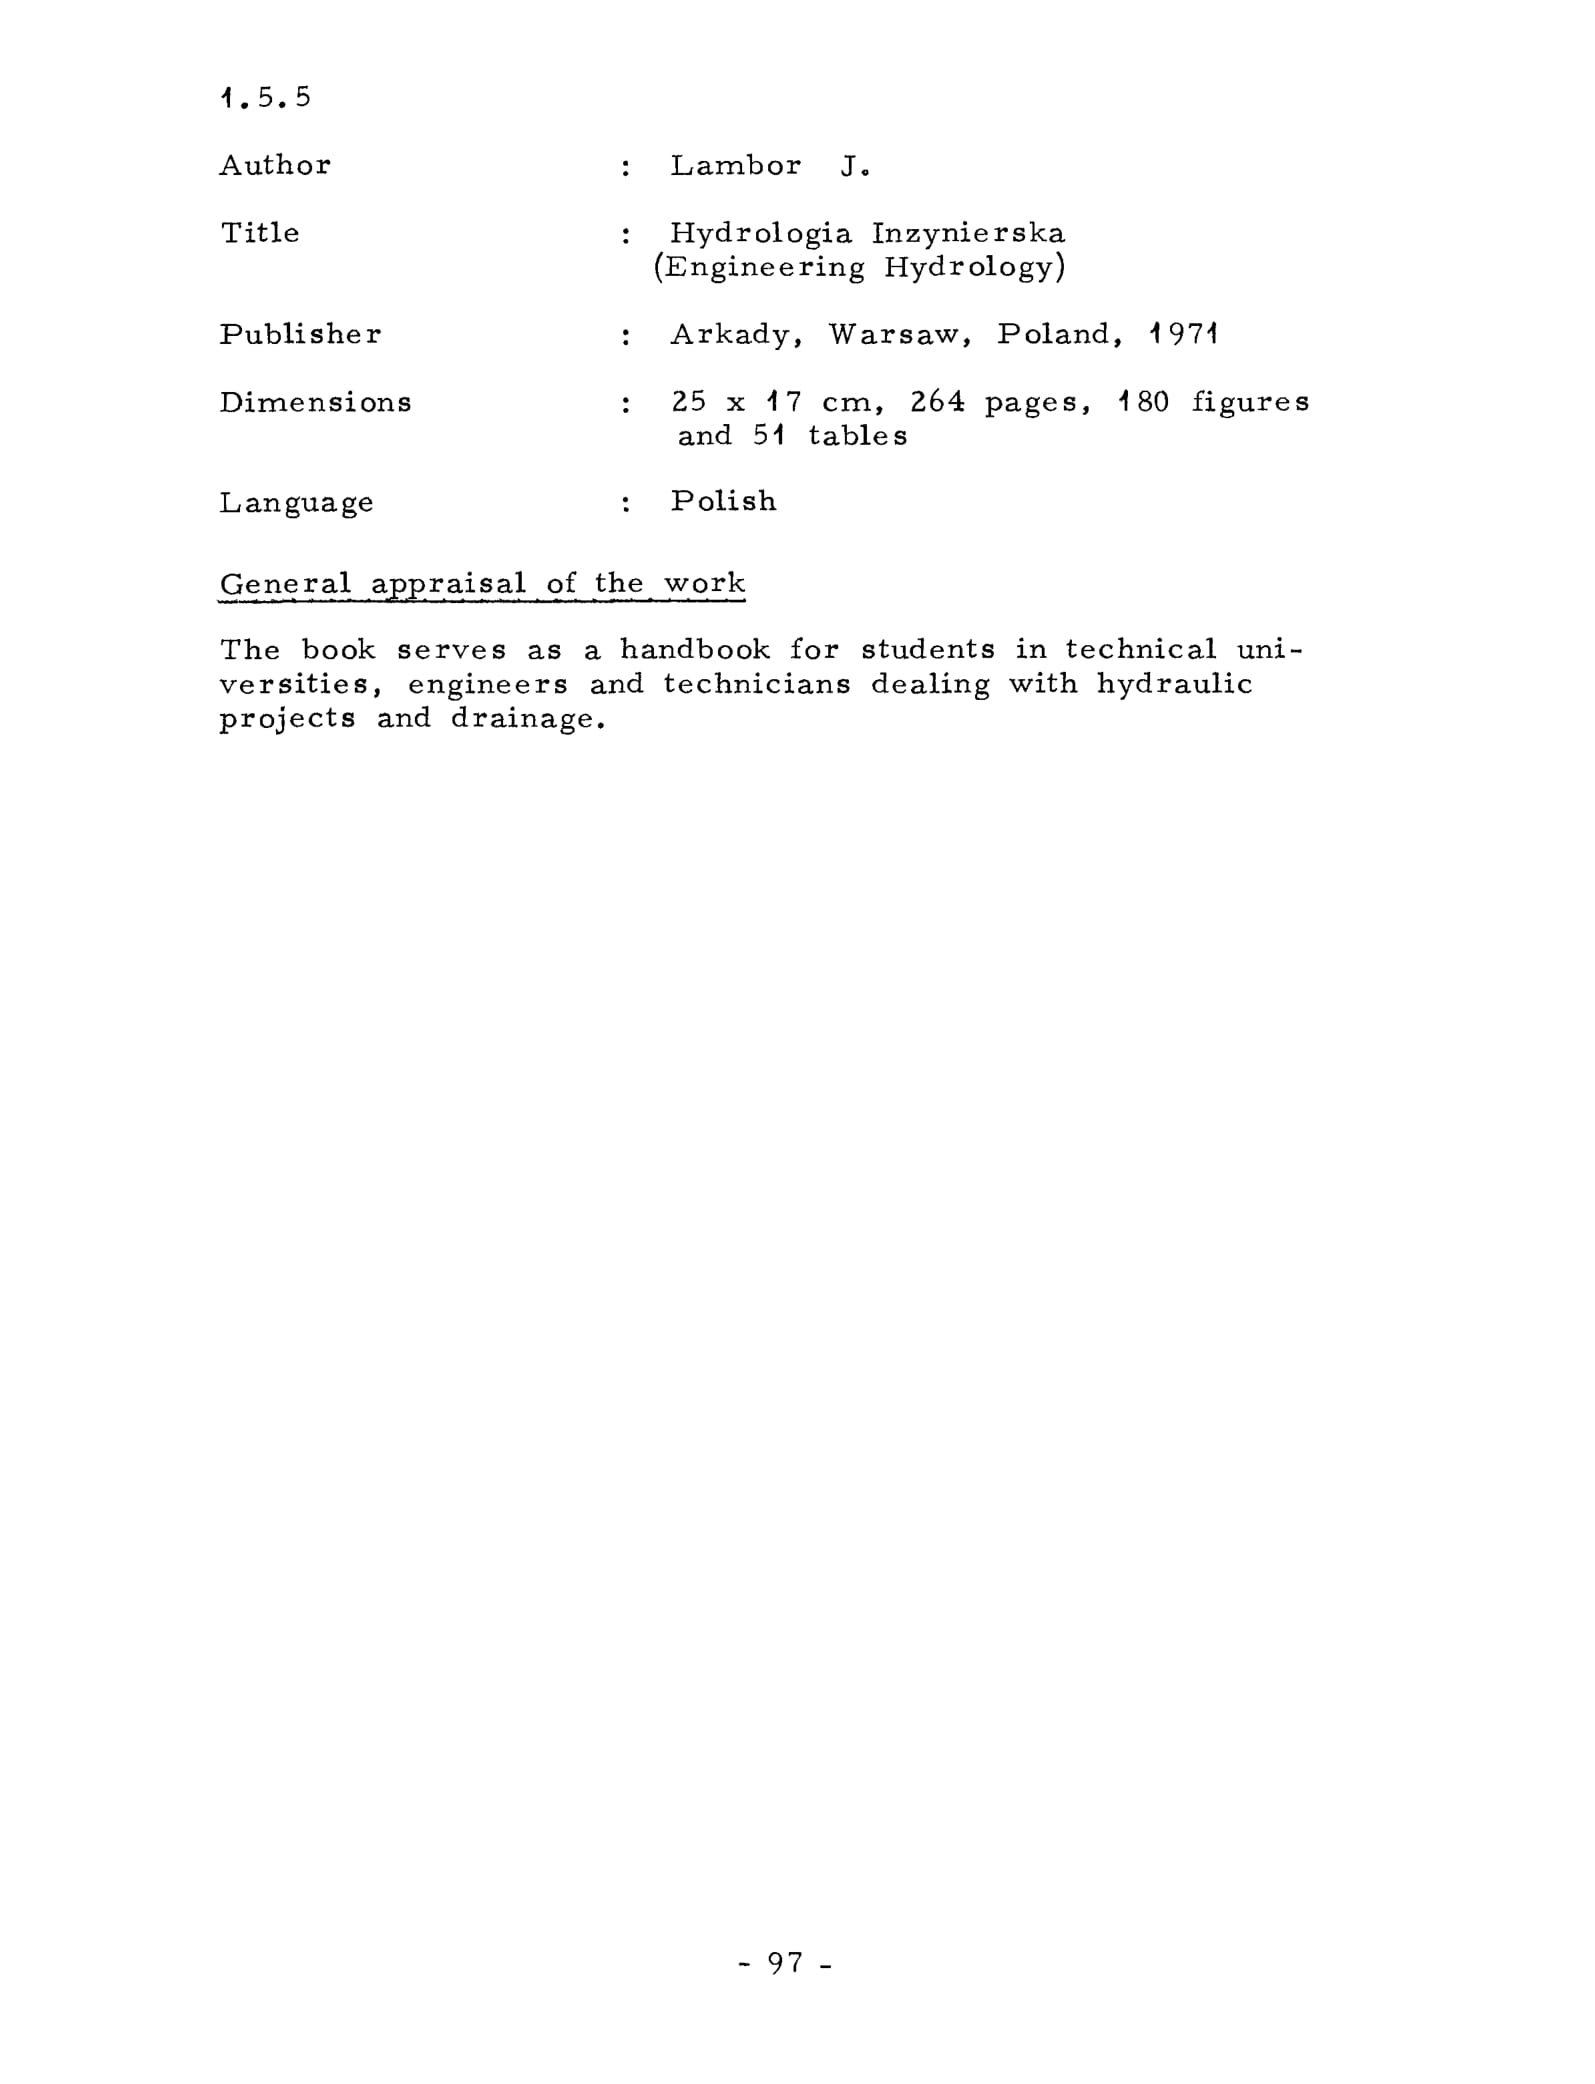 1.5.5
Author : Lambor J.
Title : Hydrologia Inzynierska
(Engineering Hydrology)
Publisher : Arkady, Warsaw, Poland, 1971
Dimensions : 25 x 17 cm, 264 pages, 180 figures
and 51 tables
Language : Polish
General appraisal of the work
The book serves as a handbook for students in technical uni-
versities, engineers and technicians dealing with hydraulic
projects and drainage.
- 97 -